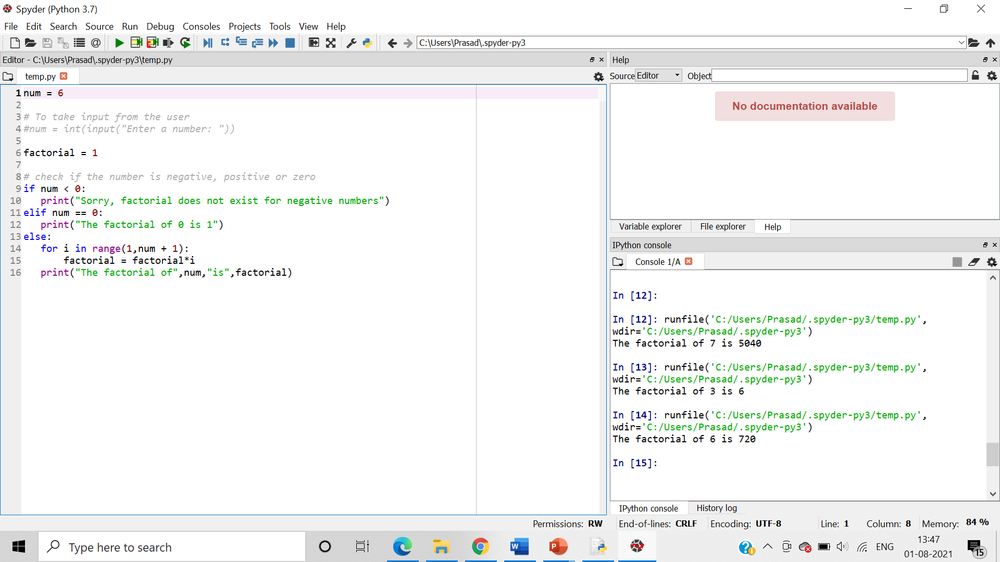 Spyder (Python 3.7)
File Edit Search Source Run Debug Consoles Projects Tools View Help
C:\Users\Prasad\.spyder-py3
Editor - C:\Users\Prasad\.spyder-py3\temp.py
temp.py
1 num = 6
2
3 # To take input from the user
4 #num = int(input("Enter a number: "))
5
6 factorial = 1
7
8 # check if the number is negative, positive or zero
9 if num < 0:
10    print("Sorry, factorial does not exist for negative numbers")
11 elif num == 0:
12    print("The factorial of 0 is 1")
13 else:
14    for i in range(1,num + 1):
15        factorial = factorial*i
16    print("The factorial of",num,"is",factorial)
Help
Source Editor Object
No documentation available
Variable explorer File explorer Help
IPython console
Console 1/A
In [12]:
In [12]: runfile('C:/Users/Prasad/.spyder-py3/temp.py',
wdir='C:/Users/Prasad/.spyder-py3')
The factorial of 7 is 5040
In [13]: runfile('C:/Users/Prasad/.spyder-py3/temp.py',
wdir='C:/Users/Prasad/.spyder-py3')
The factorial of 3 is 6
In [14]: runfile('C:/Users/Prasad/.spyder-py3/temp.py',
wdir='C:/Users/Prasad/.spyder-py3')
The factorial of 6 is 720
In [15]:
IPython console History log
Permissions: RW End-of-lines: CRLF Encoding: UTF-8 Line: 1 Column: 8 Memory: 84 %
Type here to search
ENG
13:47
01-08-2021
15